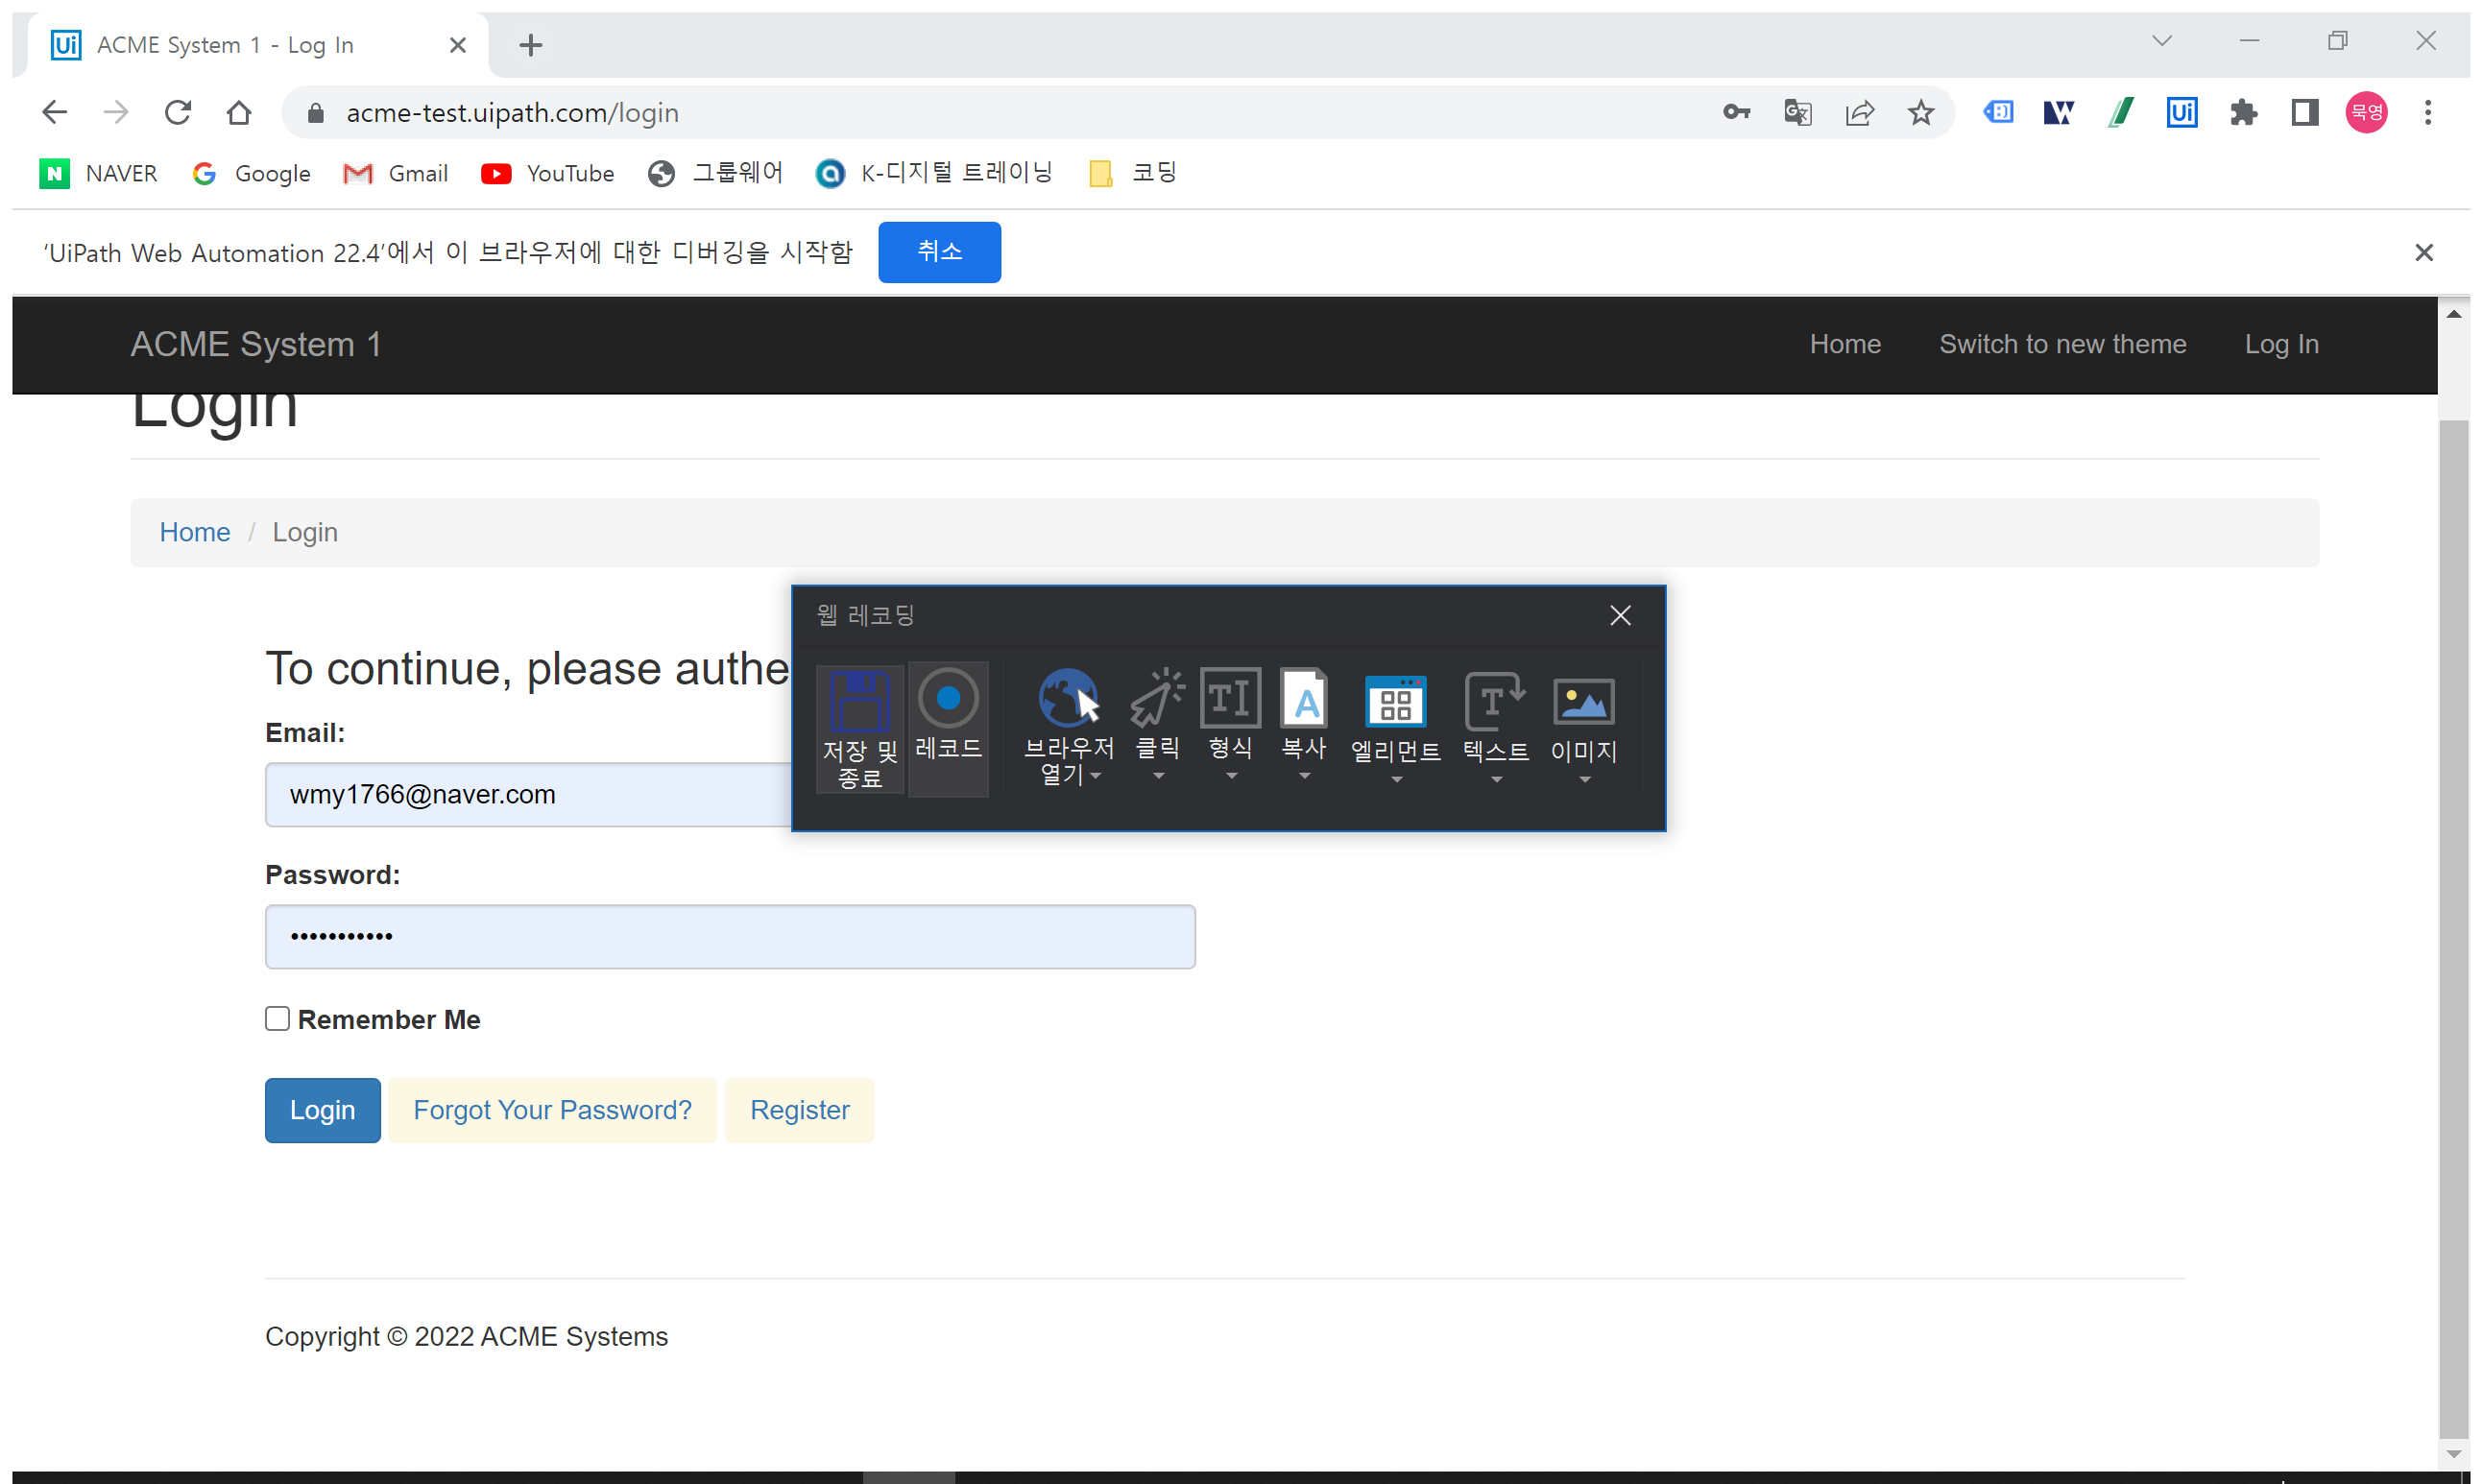 ACME System 1 - Log In
acme-test.uipath.com/login
묵영
NAVER Google Gmail YouTube 그룹웨어 K-디지털 트레이닝 코딩
'UiPath Web Automation 22.4'에서 이 브라우저에 대한 디버깅을 시작함 취소
ACME System 1 Home Switch to new theme Log In
Login
Home / Login
웹 레코딩
To continue, please authe
저장 및 종료 레코드 브라우저 열기 클릭 형식 복사 엘리먼트 텍스트 이미지
Email:
wmy1766@naver.com
Password:
Remember Me
Login Forgot Your Password? Register
Copyright © 2022 ACME Systems